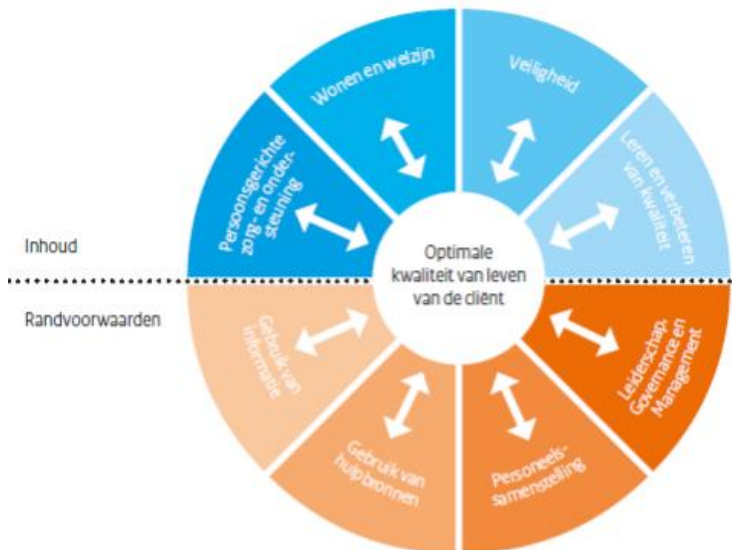 Wonen en welzijn
Veiligheid
Persoonsgerichte
zorg- en onder-
steuning
Leren en verbeteren
van kwaliteit
Inhoud
Optimale
kwaliteit van leven
van de cliënt
Randvoorwaarden
Gebruik van
informatie
Leiderschap,
Governance en
Management
Gebruik van
hulpbronnen
Personeels-
samenstelling